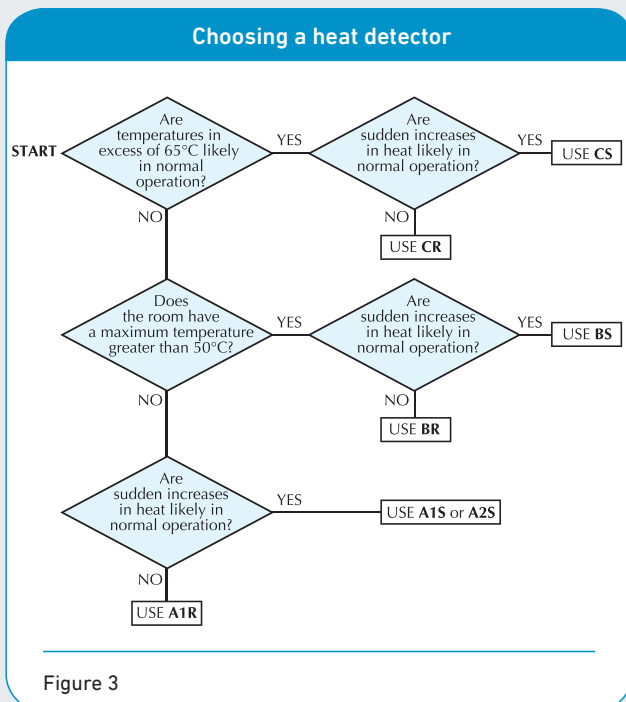 Choosing a heat detector
START
Are
temperatures in
excess of 65°C likely
in normal
operation?
YES
Are
sudden increases
in heat likely in
normal operation?
YES
USE CS
NO
NO
USE CR
Does
the room have
a maximum temperature
greater than 50°C?
YES
Are
sudden increases
in heat likely in
normal operation?
YES
USE BS
NO
NO
USE BR
Are
sudden increases
in heat likely in
normal operation?
YES
USE A1S or A2S
NO
USE A1R
Figure 3